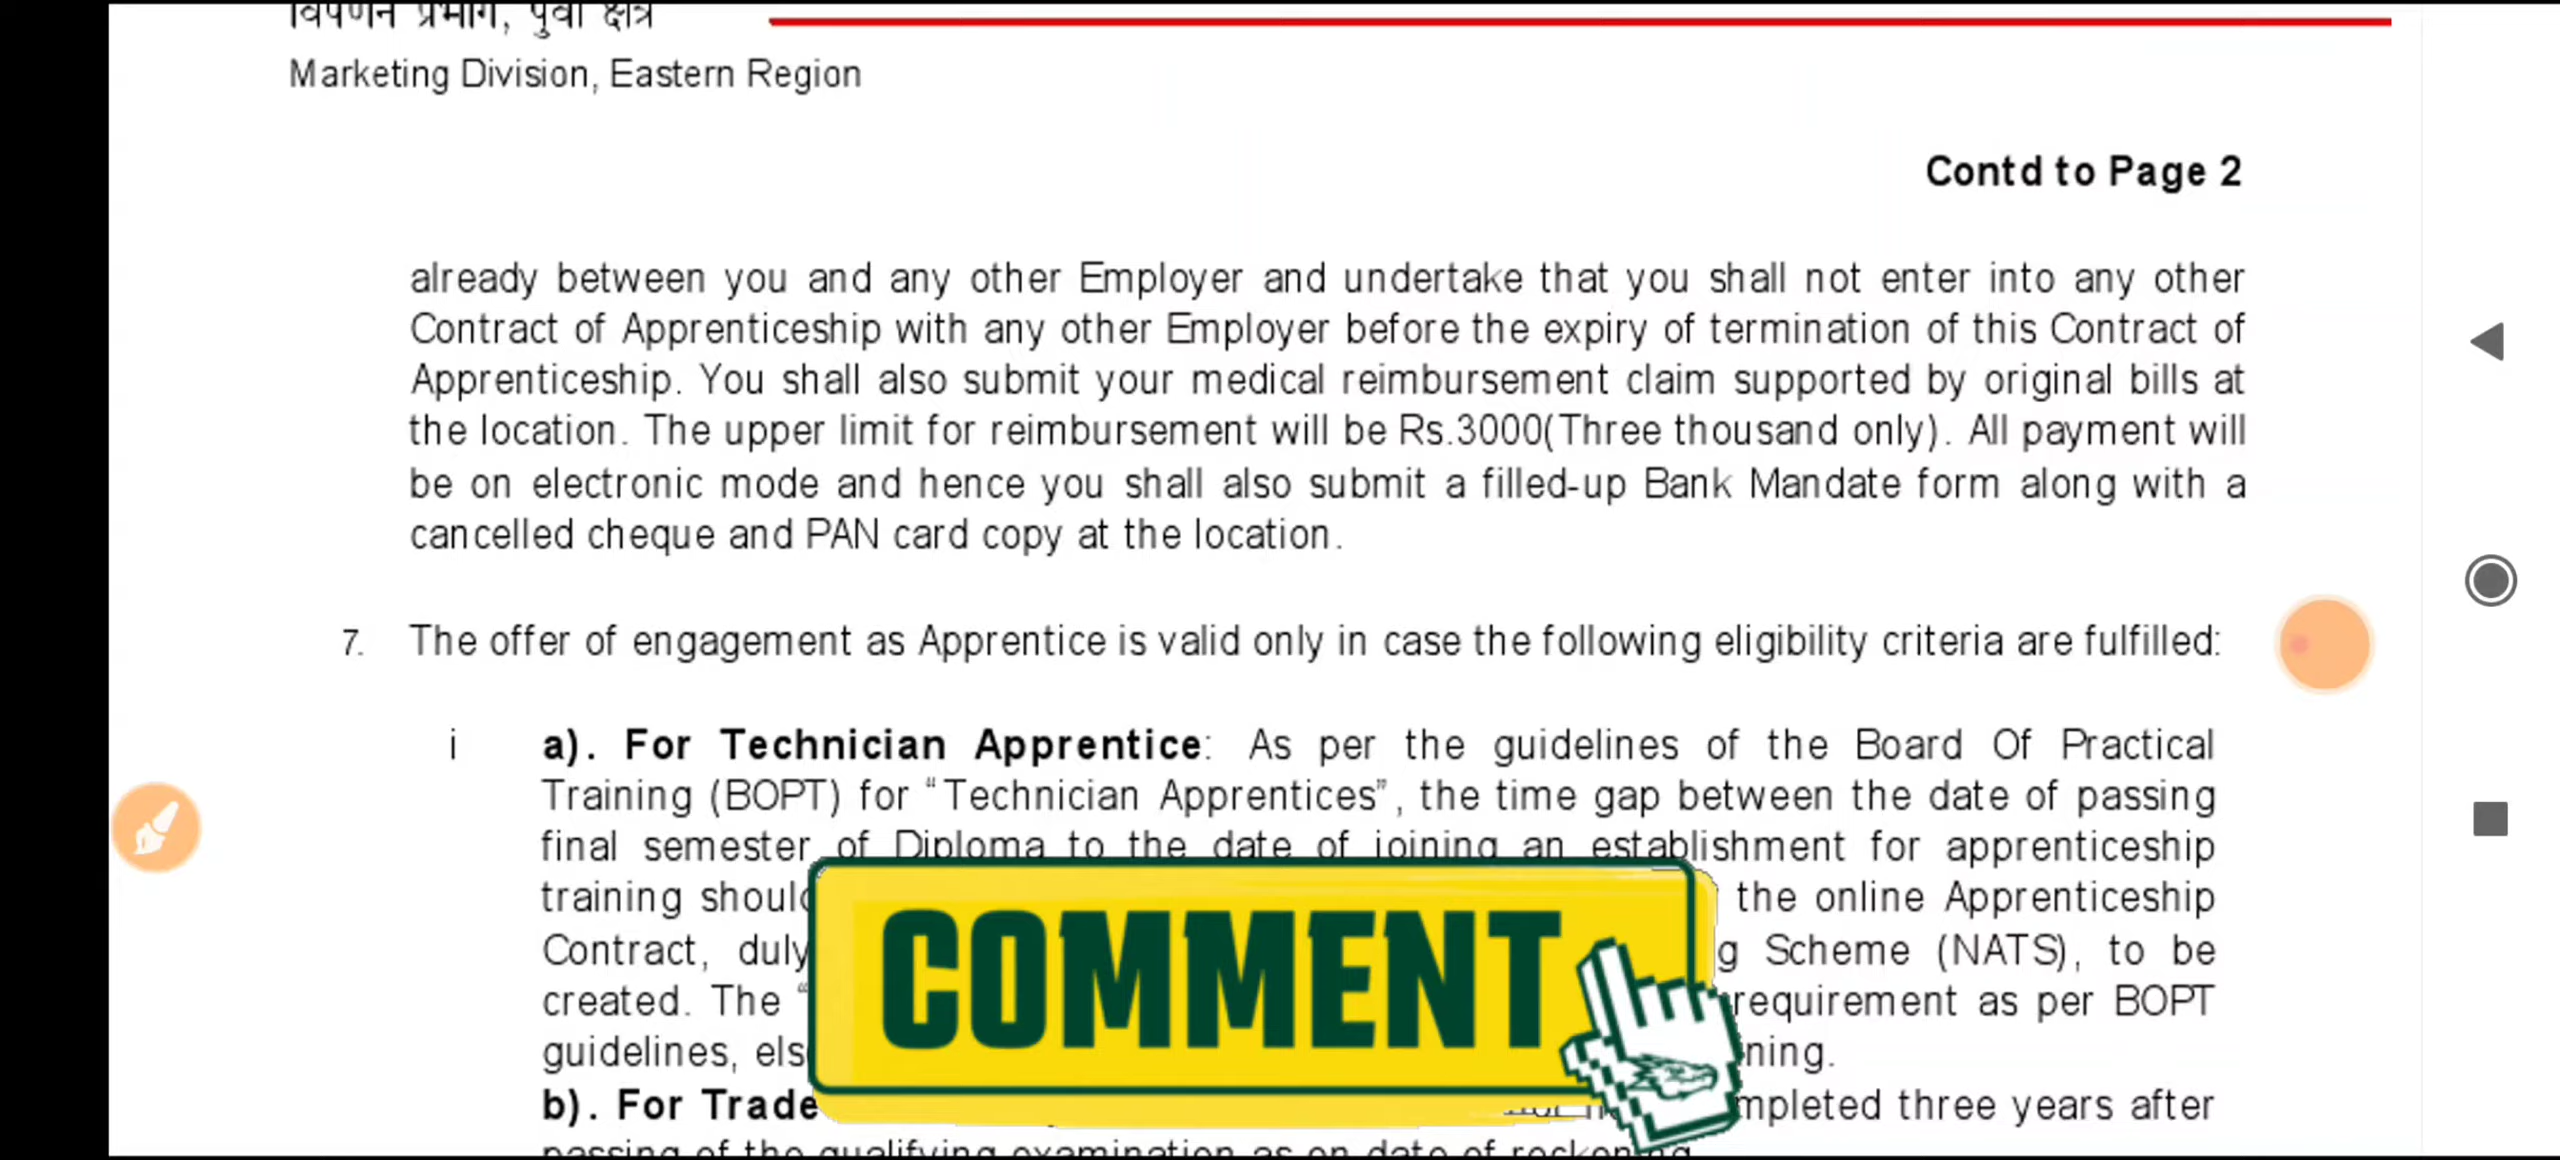 विपणन प्रभाग, पुर्वी क्षेत्र
Marketing Division, Eastern Region
Contd to Page 2
already between you and any other Employer and undertake that you shall not enter into any other
Contract of Apprenticeship with any other Employer before the expiry of termination of this Contract of
Apprenticeship. You shall also submit your medical reimbursement claim supported by original bills at
the location. The upper limit for reimbursement will be Rs.3000(Three thousand only). All payment will
be on electronic mode and hence you shall also submit a filled-up Bank Mandate form along with a
cancelled cheque and PAN card copy at the location.
7. The offer of engagement as Apprentice is valid only in case the following eligibility criteria are fulfilled:
i a). For Technician Apprentice: As per the guidelines of the Board Of Practical
Training (BOPT) for “Technician Apprentices”, the time gap between the date of passing
final semester of Diploma to the date of joining an establishment for apprenticeship
training the online Apprenticeship
Contract, duly Scheme (NATS), to be
created. The “ requirement as per BOPT
guidelines,
b). For Trade three years after
passing of the qualifying examination as on date of
COMMENT